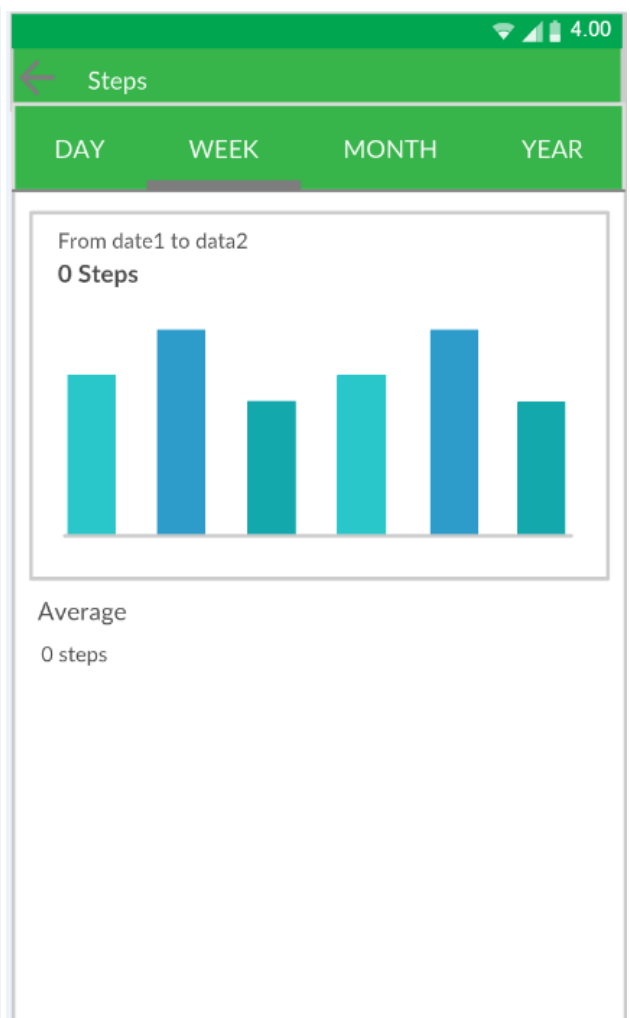 4.00
Steps
DAY WEEK MONTH YEAR
From date1 to data2
0 Steps
Average
0 steps